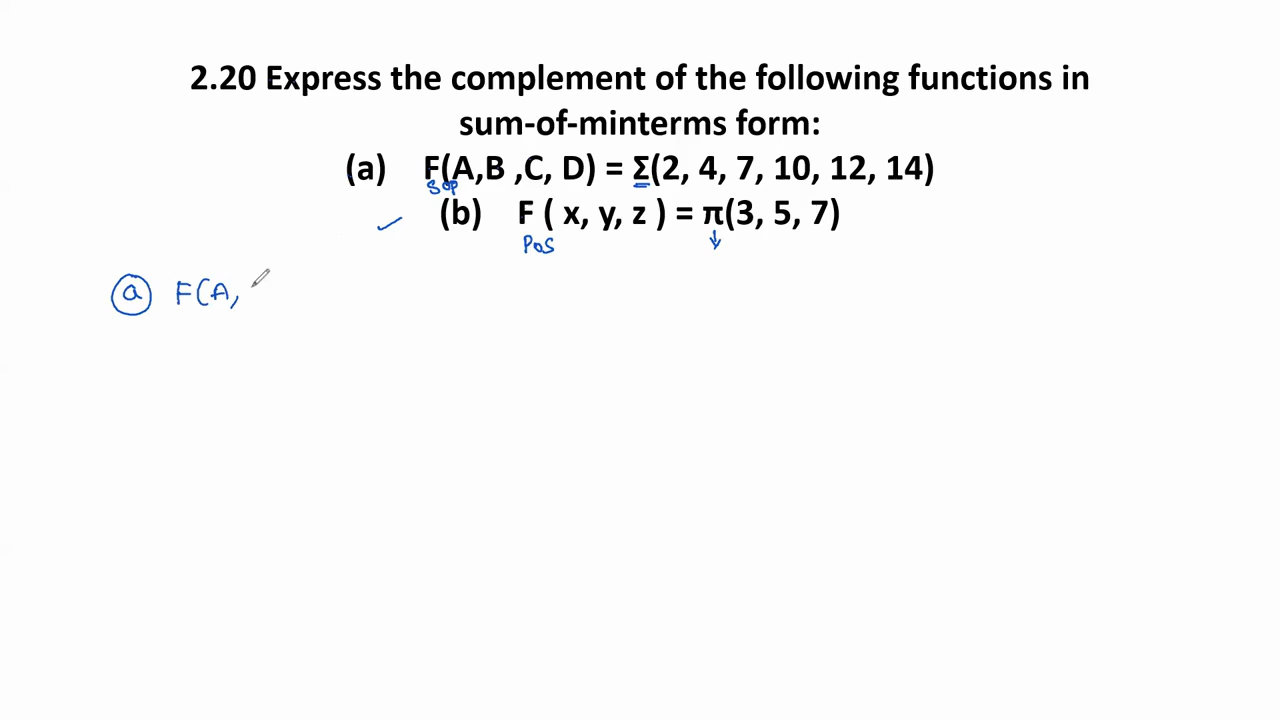 2.20 Express the complement of the following functions in
sum-of-minterms form:
(a) F(A,B ,C, D) = Σ(2, 4, 7, 10, 12, 14)
SOP
(b) F ( x, y, z ) = π(3, 5, 7)
POS
a F(A,